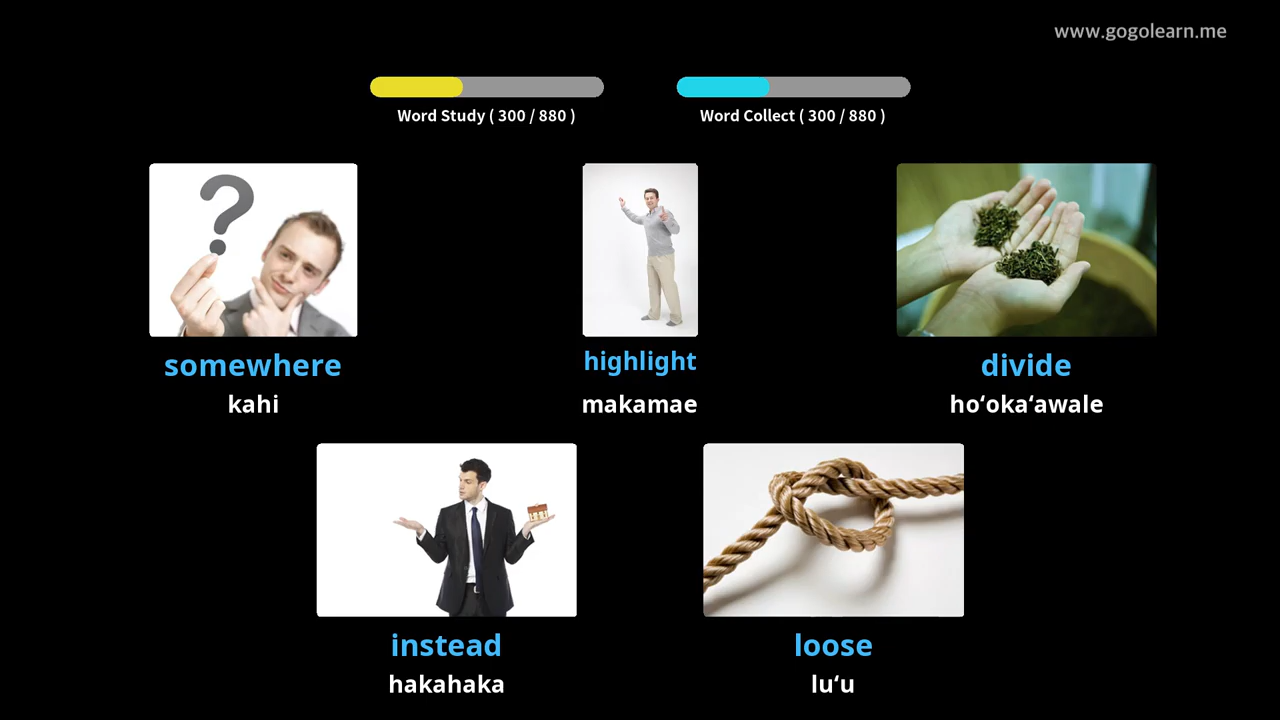 www.gogolearn.me
Word Study ( 300 / 880 )
Word Collect ( 300 / 880 )
?
somewhere
kahi
highlight
makamae
divide
hoʻokaʻawale
instead
hakahaka
loose
luʻu